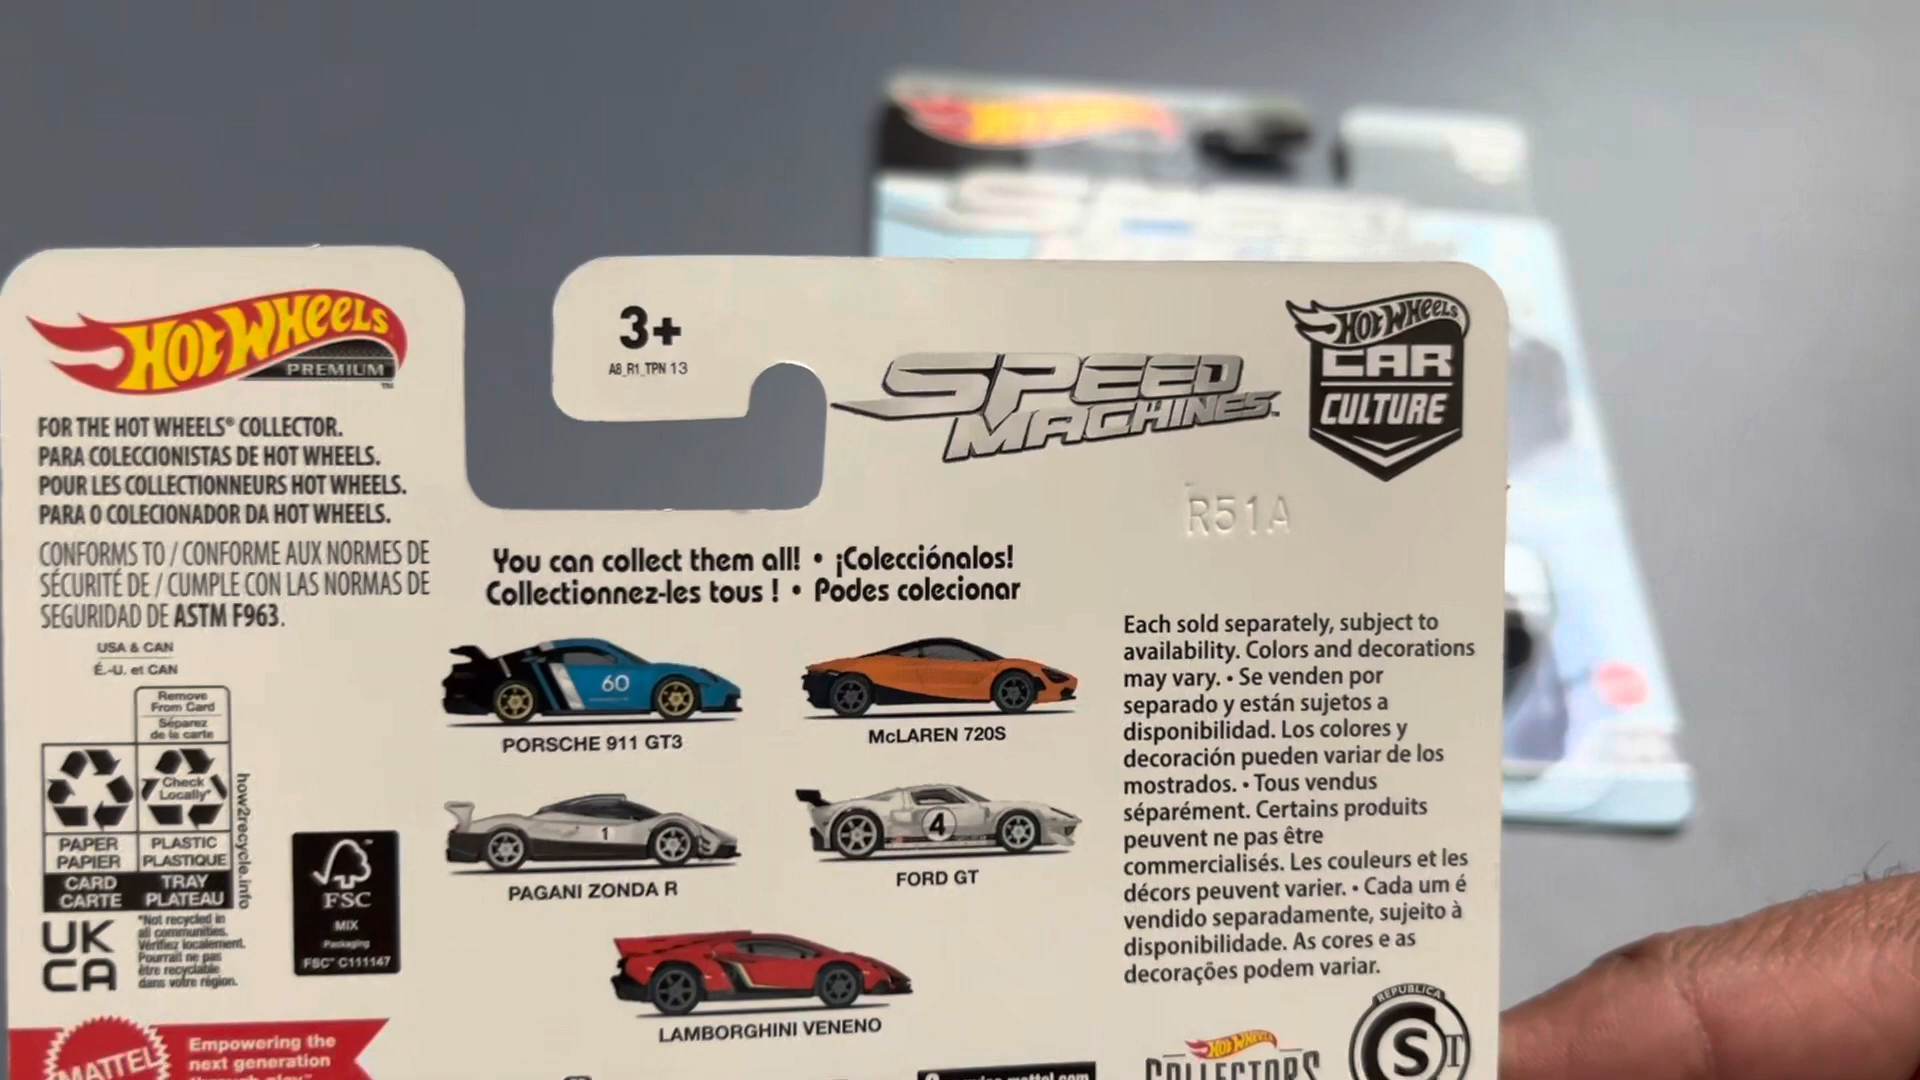 HOT WHEELS
PREMIUM
™
FOR THE HOT WHEELS® COLLECTOR.
PARA COLECCIONISTAS DE HOT WHEELS.
POUR LES COLLECTIONNEURS HOT WHEELS.
PARA O COLECIONADOR DA HOT WHEELS.
CONFORMS TO / CONFORME AUX NORMES DE
SÉCURITÉ DE / CUMPLE CON LAS NORMAS DE
SEGURIDAD DE ASTM F963.
USA & CAN
É.-U. et CAN
Remove
From Card
Séparez
de la carte
Check
Locally*
PAPER
PAPIER
CARD
CARTE
PLASTIC
PLASTIQUE
TRAY
PLATEAU
how2recycle.info
*Not recycled in
all communities.
Vérifiez localement.
Pourrait ne pas
être recyclable
dans votre région.
UK
CA
FSC
MIX
Packaging
FSC™ C111147
MATTEL
Empowering the
next generation
through play™
3+
A8_R1_TPN 13
SPEED
MACHINES™
HOT WHEELS
CAR
CULTURE
R51A
You can collect them all! • ¡Colecciónalos!
Collectionnez-les tous ! • Podes colecionar
60
PORSCHE 911 GT3
McLAREN 720S
1
PAGANI ZONDA R
4
FORD GT
LAMBORGHINI VENENO
Each sold separately, subject to
availability. Colors and decorations
may vary. • Se venden por
separado y están sujetos a
disponibilidad. Los colores y
decoración pueden variar de los
mostrados. • Tous vendus
séparément. Certains produits
peuvent ne pas être
commercialisés. Les couleurs et les
décors peuvent varier. • Cada um é
vendido separadamente, sujeito à
disponibilidade. As cores e as
decorações podem variar.
HOT WHEELS
COLLECTORS
REPUBLICA
S
T